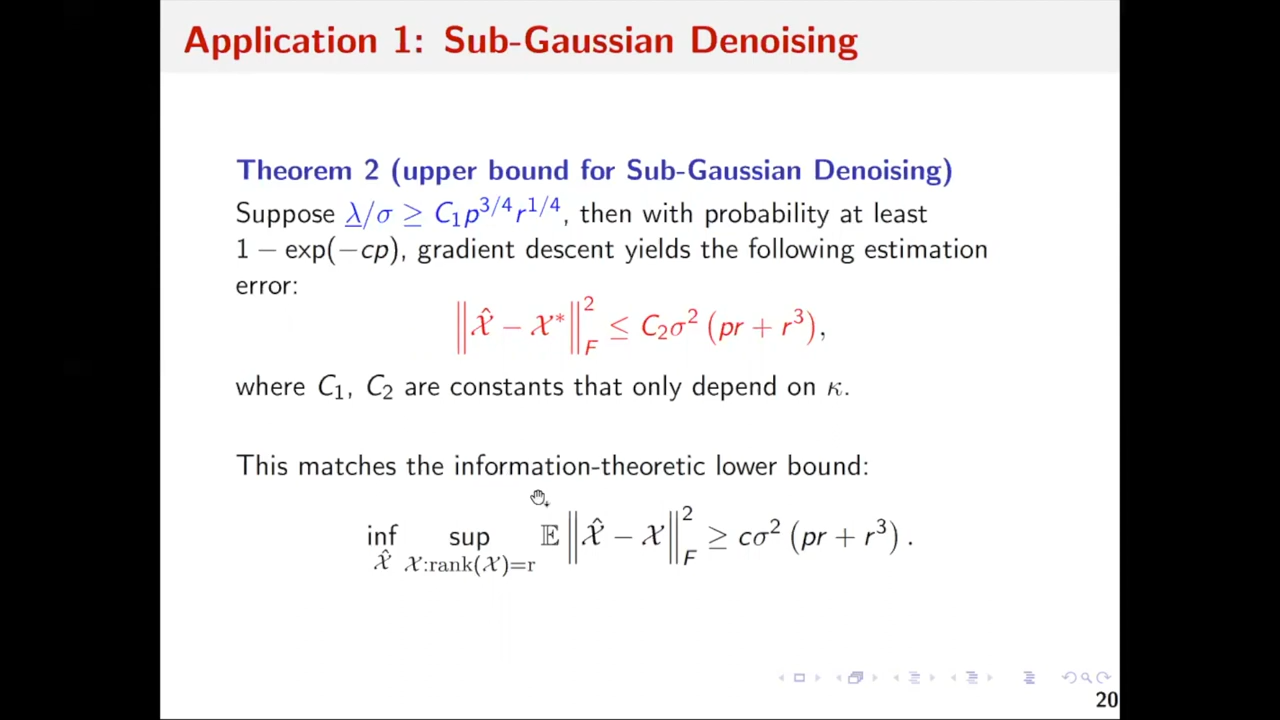 Application 1: Sub-Gaussian Denoising
Theorem 2 (upper bound for Sub-Gaussian Denoising)
Suppose λ/σ ≥ C₁p^{3/4}r^{1/4}, then with probability at least
1 − exp(−cp), gradient descent yields the following estimation
error:
‖𝒳̂ − 𝒳*‖²_F ≤ C₂σ² (pr + r³),
where C₁, C₂ are constants that only depend on κ.
This matches the information-theoretic lower bound:
inf_{𝒳̂} sup_{𝒳:rank(𝒳)=r} 𝔼 ‖𝒳̂ − 𝒳‖²_F ≥ cσ² (pr + r³) .
20